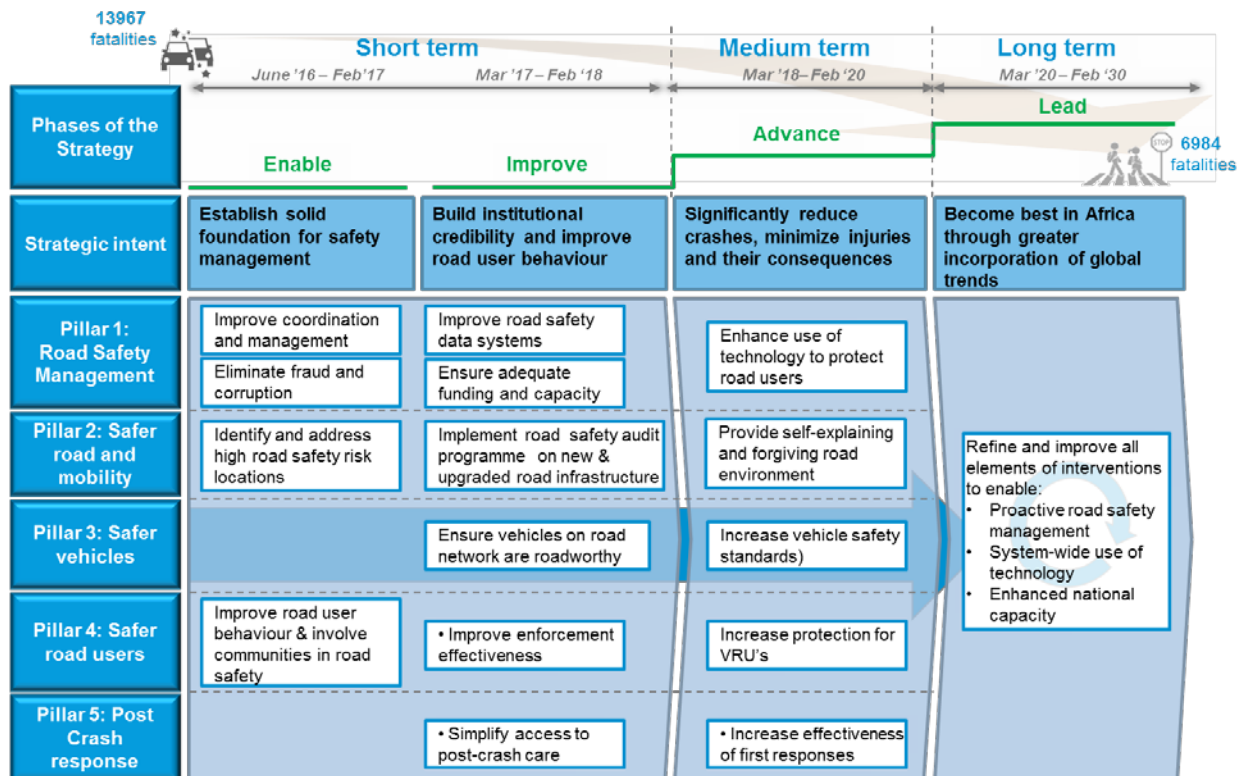 13967
fatalities
Short term
Medium term
Long term
June '16 – Feb'17
Mar '17 – Feb '18
Mar '18– Feb '20
Mar '20 – Feb '30
Phases of the
Strategy
Enable
Improve
Advance
Lead
STOP
6984
fatalities
Strategic intent
Establish solid
foundation for safety
management
Build institutional
credibility and improve
road user behaviour
Significantly reduce
crashes, minimize injuries
and their consequences
Become best in Africa
through greater
incorporation of global
trends
Pillar 1:
Road Safety
Management
Improve coordination
and management
Eliminate fraud and
corruption
Improve road safety
data systems
Ensure adequate
funding and capacity
Enhance use of
technology to protect
road users
Pillar 2: Safer
road and
mobility
Identify and address
high road safety risk
locations
Implement road safety audit
programme on new &
upgraded road infrastructure
Provide self-explaining
and forgiving road
environment
Pillar 3: Safer
vehicles
Ensure vehicles on road
network are roadworthy
Increase vehicle safety
standards)
Pillar 4: Safer
road users
Improve road user
behaviour & involve
communities in road
safety
• Improve enforcement
effectiveness
Increase protection for
VRU's
Pillar 5: Post
Crash
response
• Simplify access to
post-crash care
• Increase effectiveness
of first responses
Refine and improve all
elements of interventions
to enable:
• Proactive road safety
management
• System-wide use of
technology
• Enhanced national
capacity